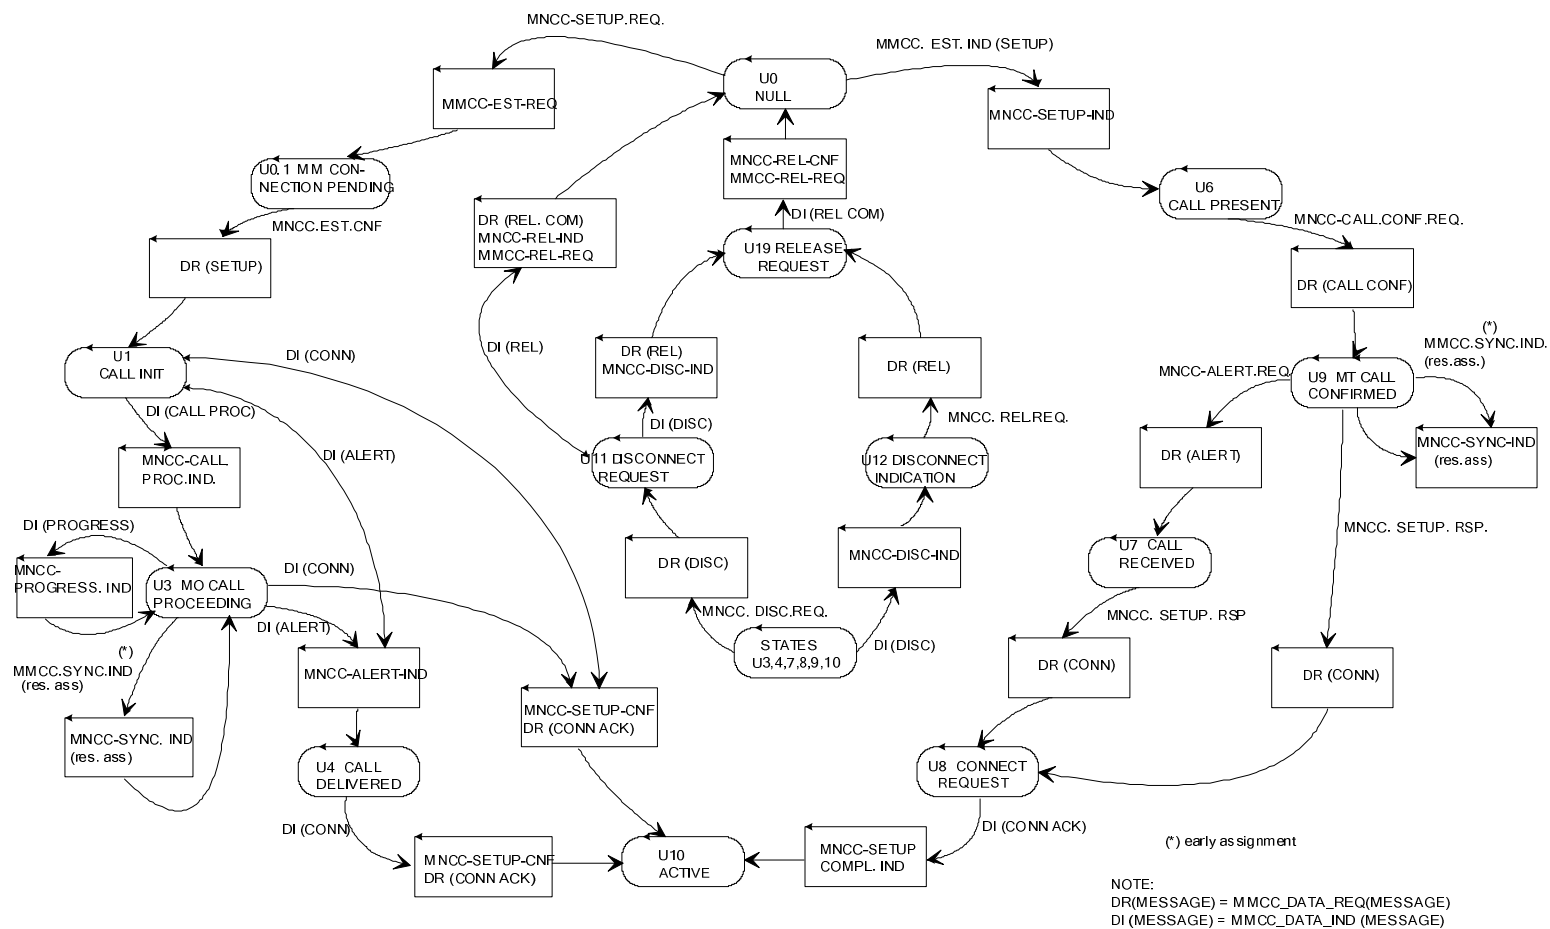 MNCC-SETUP.REQ.
MMCC. EST. IND (SETUP)
U0
NULL
MMCC-EST-REQ
MNCC-SETUP-IND
U0.1 MM CON-
NECTION PENDING
MNCC-REL-CNF
MMCC-REL-REQ
U6
CALL PRESENT
MNCC.EST.CNF
DI (REL COM)
MNCC-CALL.CONF.REQ.
DR (SETUP)
DR (REL. COM)
MNCC-REL-IND
MMCC-REL-REQ
U19 RELEASE
REQUEST
DR (CALL CONF)
U1
CALL INIT
DI (CONN)
DI (REL)
DR (REL)
MNCC-DISC-IND
DR (REL)
(*)
MMCC.SYNC.IND.
(res.ass.)
MNCC-ALERT.REQ.
U9 MT CALL
CONFIRMED
DI (CALL PROC)
DI (DISC)
MNCC. REL.REQ.
MNCC-CALL.
PROC.IND.
DI (ALERT)
U11 DISCONNECT
REQUEST
U12 DISCONNECT
INDICATION
DR (ALERT)
MNCC-SYNC-IND
(res.ass)
DI (PROGRESS)
MNCC. SETUP. RSP.
MNCC-
PROGRESS. IND
U3 MO CALL
PROCEEDING
DI (CONN)
DR (DISC)
MNCC-DISC-IND
U7 CALL
RECEIVED
DI (ALERT)
MNCC. DISC.REQ.
MNCC. SETUP. RSP
(*)
MMCC.SYNC.IND
(res. ass)
STATES
U3,4,7,8,9,10
DI (DISC)
MNCC-ALERT-IND
DR (CONN)
DR (CONN)
MNCC-SYNC. IND
(res. ass)
MNCC-SETUP-CNF
DR (CONN ACK)
U4 CALL
DELIVERED
U8 CONNECT
REQUEST
DI (CONN)
DI (CONN ACK)
MNCC-SETUP-CNF
DR (CONN ACK)
U10
ACTIVE
MNCC-SETUP
COMPL. IND
(*) early assignment
NOTE:
DR(MESSAGE) = MMCC_DATA_REQ(MESSAGE)
DI (MESSAGE) = MMCC_DATA_IND (MESSAGE)